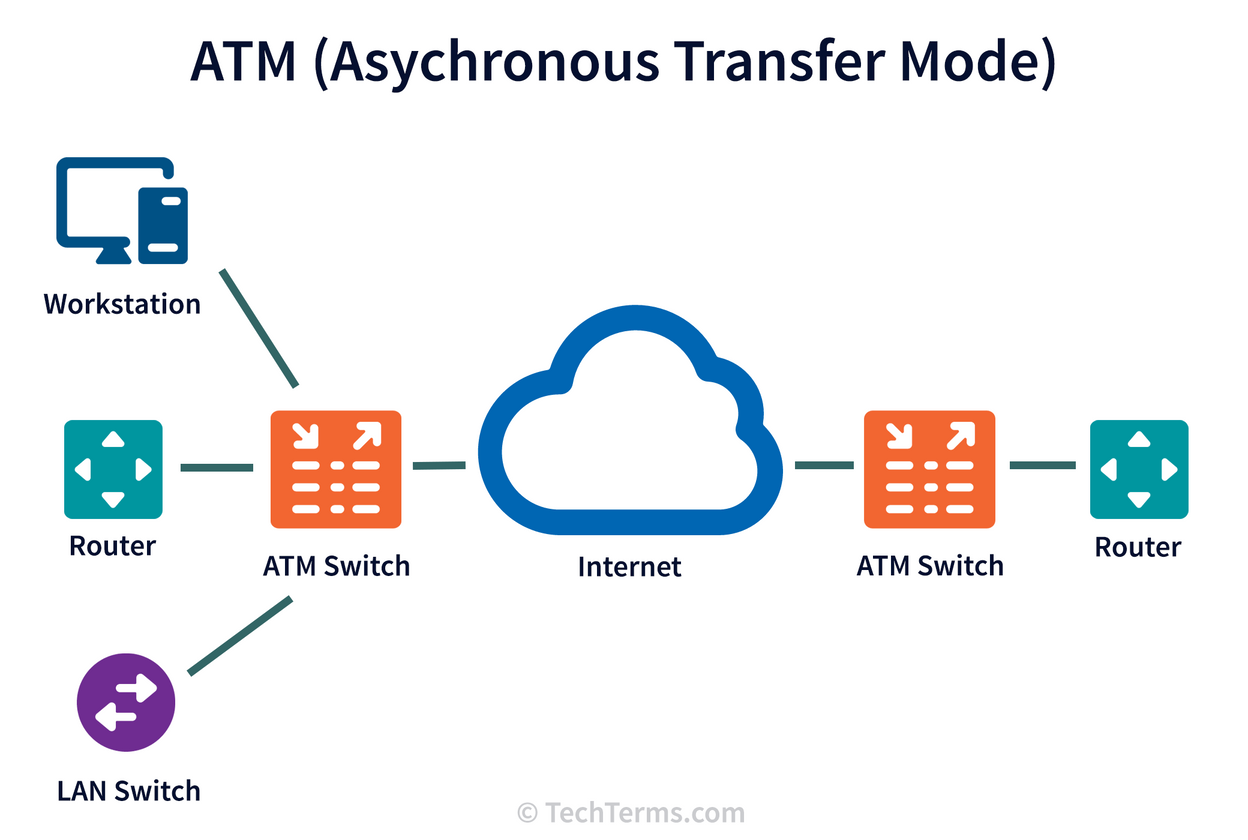 ATM (Asychronous Transfer Mode)
Workstation
Router
ATM Switch
Internet
ATM Switch
Router
LAN Switch
© TechTerms.com